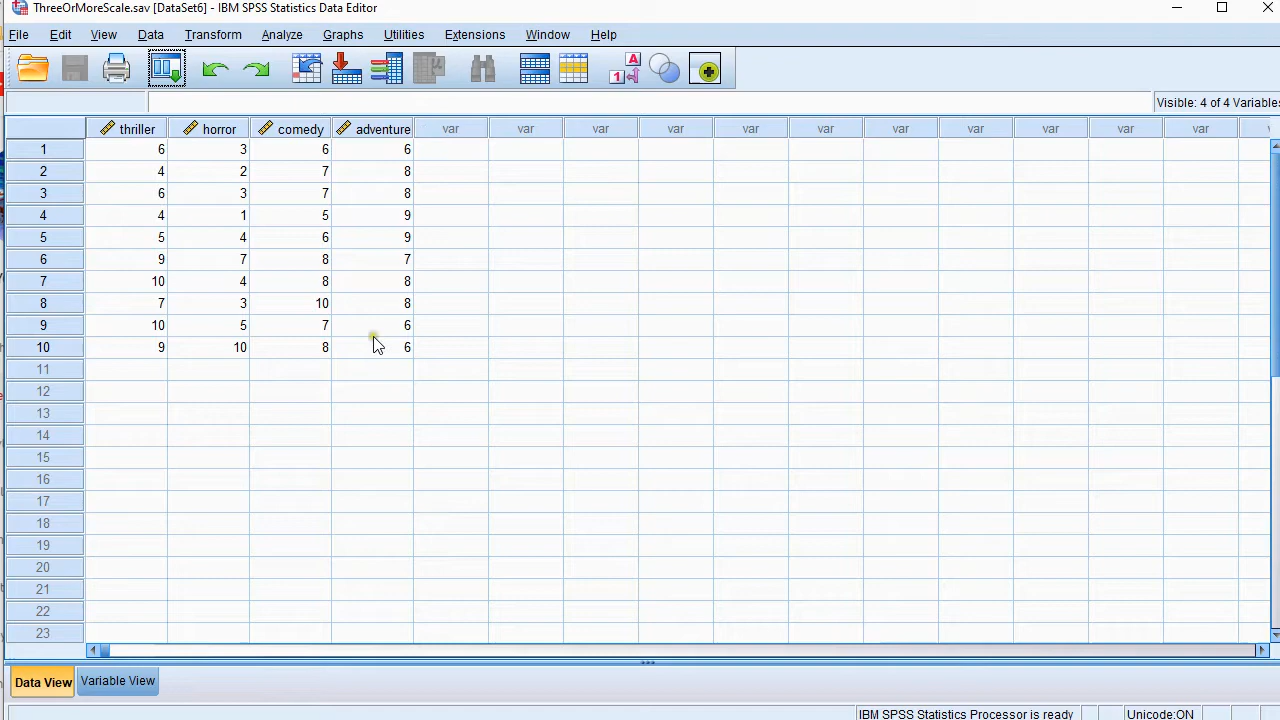 ThreeOrMoreScale.sav [DataSet6] - IBM SPSS Statistics Data Editor
File Edit View Data Transform Analyze Graphs Utilities Extensions Window Help
Visible: 4 of 4 Variables
thriller horror comedy adventure var var var var var var var var var var var
1 6 3 6 6
2 4 2 7 8
3 6 3 7 8
4 4 1 5 9
5 5 4 6 9
6 9 7 8 7
7 10 4 8 8
8 7 3 10 8
9 10 5 7 6
10 9 10 8 6
11
12
13
14
15
16
17
18
19
20
21
22
23
Data View Variable View
IBM SPSS Statistics Processor is ready Unicode:ON